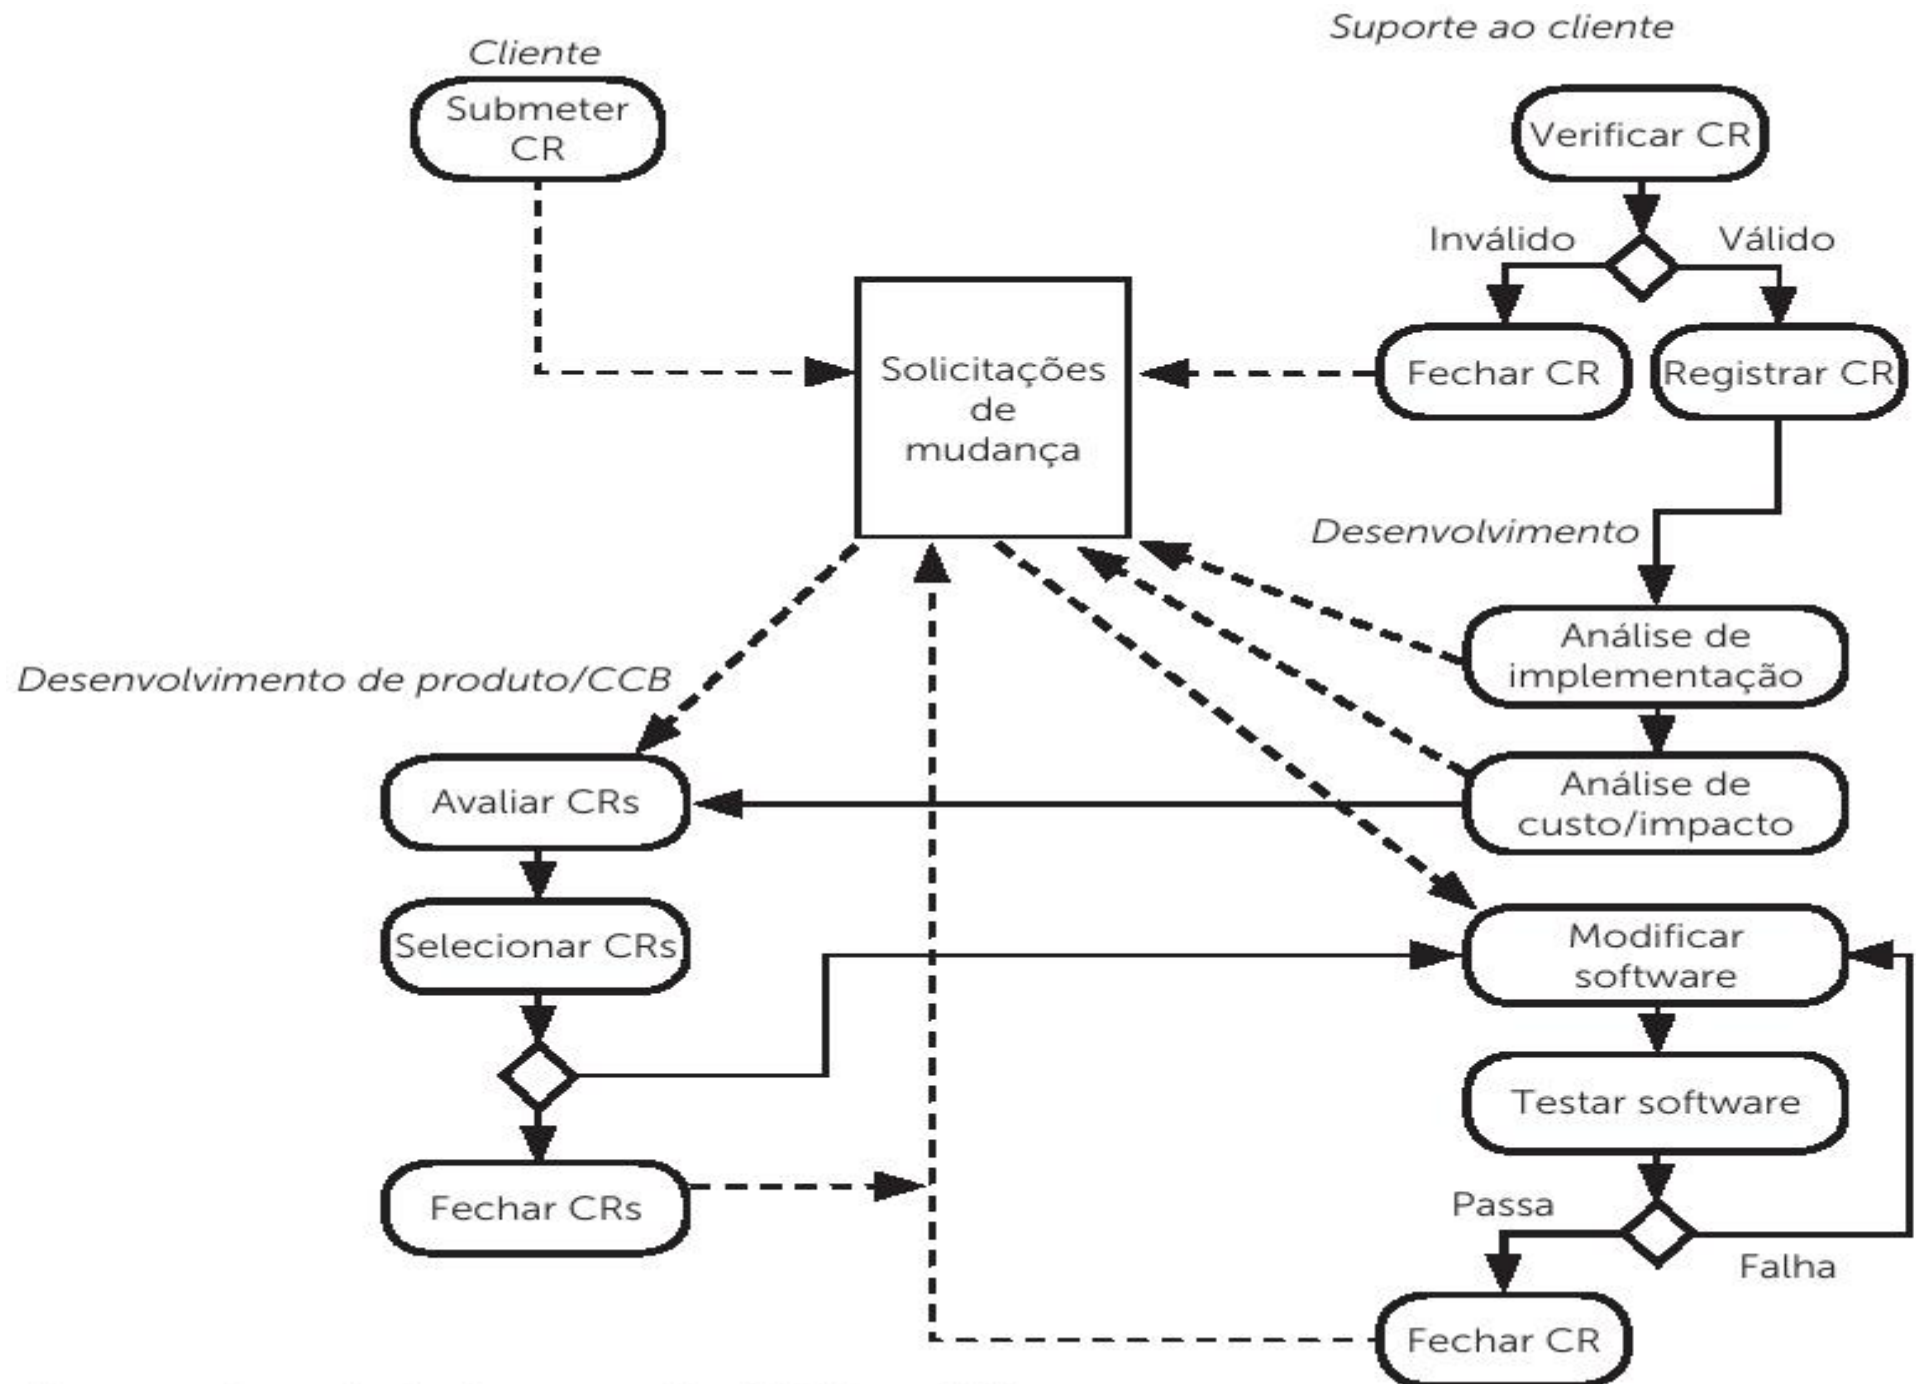 Suporte ao cliente
Cliente
Submeter
CR
Verificar CR
Inválido
Válido
Solicitações
de
mudança
Fechar CR
Registrar CR
Desenvolvimento
Análise de
implementação
Desenvolvimento de produto/CCB
Avaliar CRs
Análise de
custo/impacto
Selecionar CRs
Modificar
software
Testar software
Fechar CRs
Passa
Falha
Fechar CR